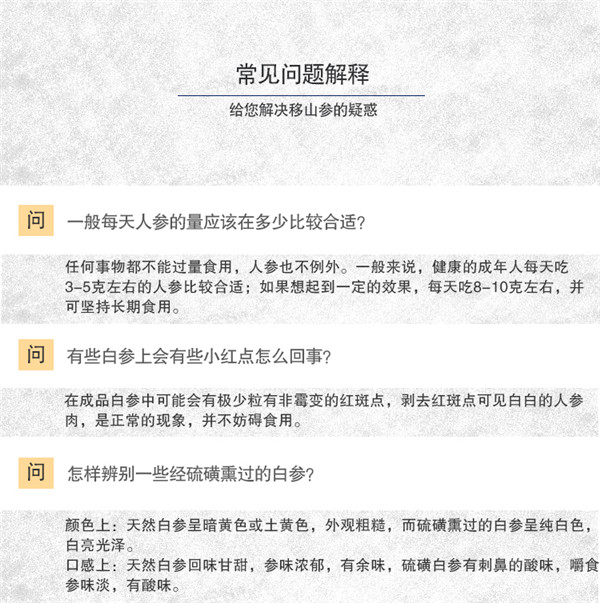 常见问题解释
给您解决移山参的疑惑
问 一般每天人参的量应该在多少比较合适？
任何事物都不能过量食用，人参也不例外。一般来说，健康的成年人每天吃
3-5克左右的人参比较合适；如果想起到一定的效果，每天吃8-10克左右，并
可坚持长期食用。
问 有些白参上会有些小红点怎么回事？
在成品白参中可能会有极少粒有非霉变的红斑点，剥去红斑点可见白白的人参
肉，是正常的现象，并不妨碍食用。
问 怎样辨别一些经硫磺熏过的白参？
颜色上：天然白参呈暗黄色或土黄色，外观粗糙，而硫磺熏过的白参呈纯白色，
白亮光泽。
口感上：天然白参回味甘甜，参味浓郁，有余味，硫磺白参有刺鼻的酸味，嚼食
参味淡，有酸味。